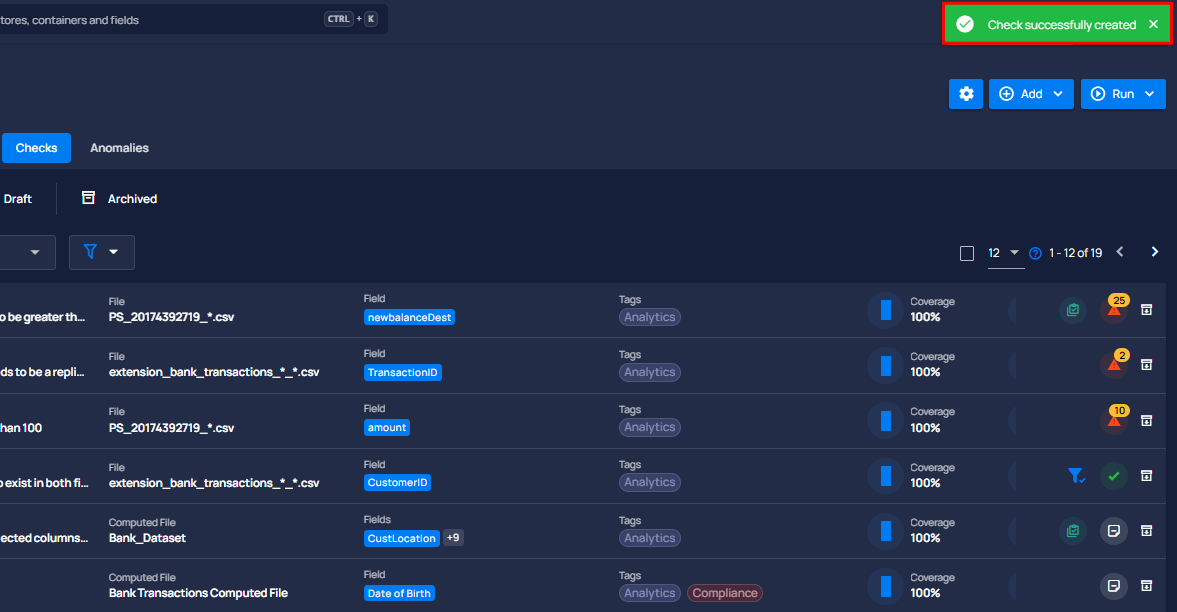 tores, containers and fields CTRL + K
Check successfully created
Add Run
Checks Anomalies
Draft Archived
12 1 - 12 of 19
File Field Tags Coverage 25
o be greater th... PS_20174392719_*.csv newbalanceDest Analytics 100%
File Field Tags Coverage 2
ds to be a repli... extension_bank_transactions_*_*.csv TransactionID Analytics 100%
File Field Tags Coverage 10
han 100 PS_20174392719_*.csv amount Analytics 100%
File Field Tags Coverage
o exist in both fi... extension_bank_transactions_*_*.csv CustomerID Analytics 100%
Computed File Fields Tags Coverage
ected columns... Bank_Dataset CustLocation +9 Analytics 100%
Computed File Field Tags Coverage
Bank Transactions Computed File Date of Birth Analytics Compliance 100%